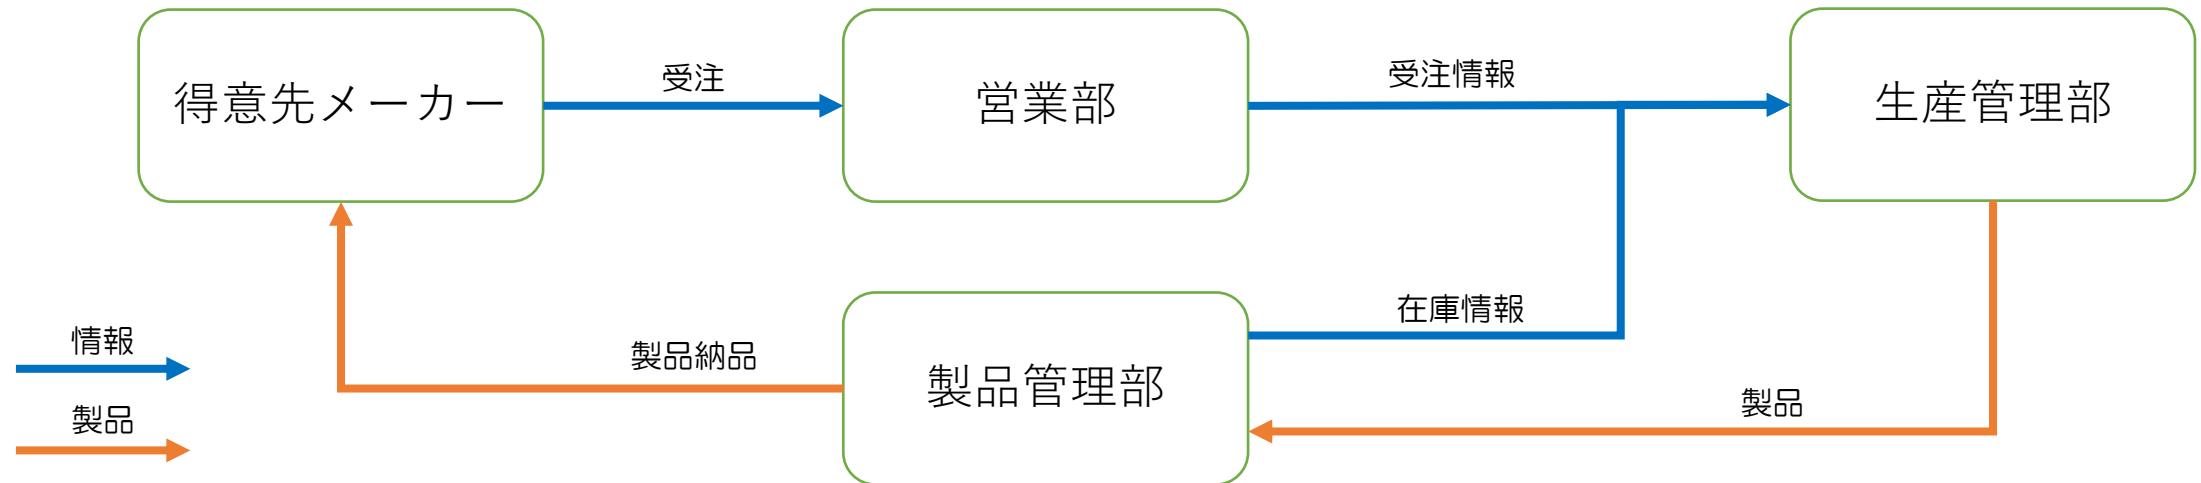 得意先メーカー
受注
営業部
受注情報
生産管理部
情報
製品
製品納品
製品管理部
在庫情報
製品